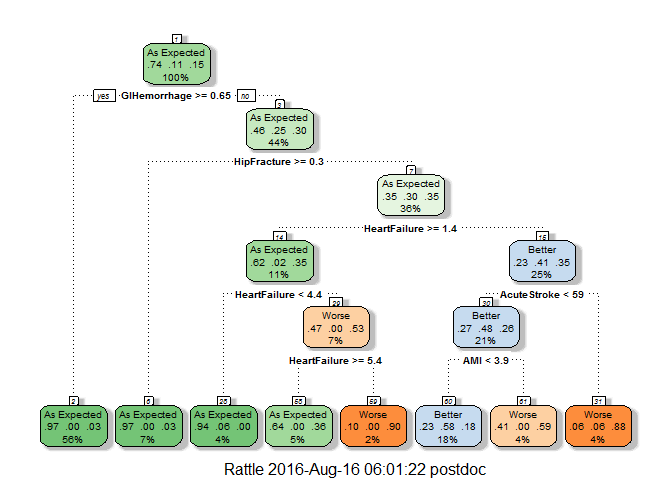 1
As Expected
.74 .11 .15
100%
yes GIHemorrhage >= 0.65 no
3
As Expected
.46 .25 .30
44%
HipFracture >= 0.3
7
As Expected
.35 .30 .35
36%
HeartFailure >= 1.4
14
As Expected
.62 .02 .35
11%
15
Better
.23 .41 .35
25%
HeartFailure < 4.4
AcuteStroke < 59
29
Worse
.47 .00 .53
7%
30
Better
.27 .48 .26
21%
HeartFailure >= 5.4
AMI < 3.9
2
As Expected
.97 .00 .03
56%
6
As Expected
.97 .00 .03
7%
28
As Expected
.94 .06 .00
4%
58
As Expected
.64 .00 .36
5%
59
Worse
.10 .00 .90
2%
60
Better
.23 .58 .18
18%
61
Worse
.41 .00 .59
4%
31
Worse
.06 .06 .88
4%
Rattle 2016-Aug-16 06:01:22 postdoc